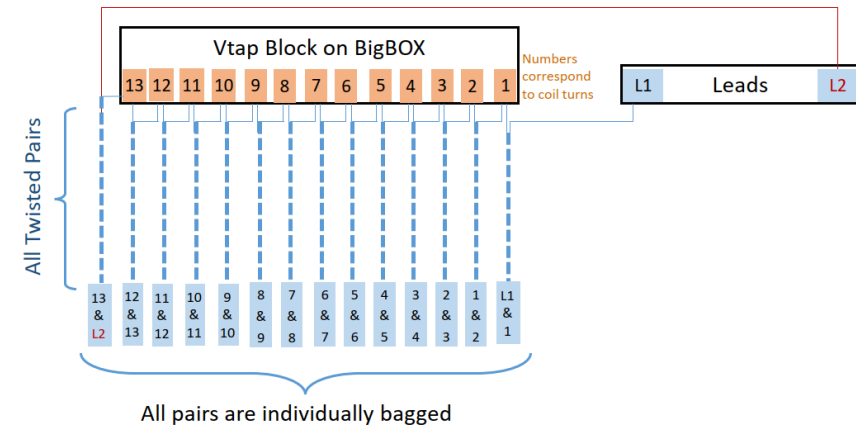 Vtap Block on BigBOX
13 12 11 10 9 8 7 6 5 4 3 2 1
Numbers
correspond
to coil turns
L1 Leads L2
All Twisted Pairs
13 & L2
12 & 13
11 & 12
10 & 11
9 & 10
8 & 9
7 & 8
6 & 7
5 & 6
4 & 5
3 & 4
2 & 3
1 & 2
L1 & 1
All pairs are individually bagged